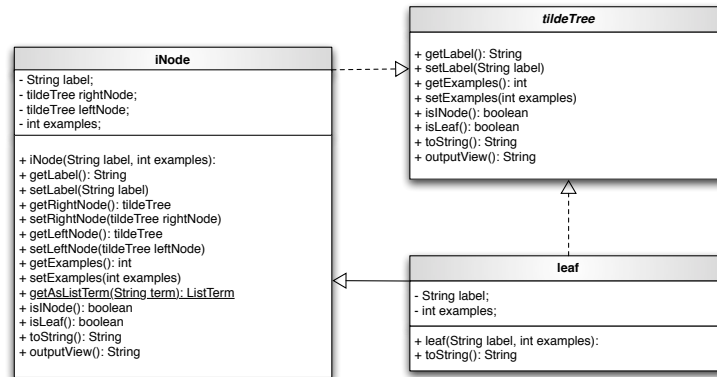 tildeTree
+ getLabel(): String
+ setLabel(String label)
+ getExamples(): int
+ setExamples(int examples)
+ isINode(): boolean
+ isLeaf(): boolean
+ toString(): String
+ outputView(): String
iNode
- String label;
- tildeTree rightNode;
- tildeTree leftNode;
- int examples;
+ iNode(String label, int examples):
+ getLabel(): String
+ setLabel(String label)
+ getRightNode(): tildeTree
+ setRightNode(tildeTree rightNode)
+ getLeftNode(): tildeTree
+ setLeftNode(tildeTree leftNode)
+ getExamples(): int
+ setExamples(int examples)
+ getAsListTerm(String term): ListTerm
+ isINode(): boolean
+ isLeaf(): boolean
+ toString(): String
+ outputView(): String
leaf
- String label;
- int examples;
+ leaf(String label, int examples):
+ toString(): String